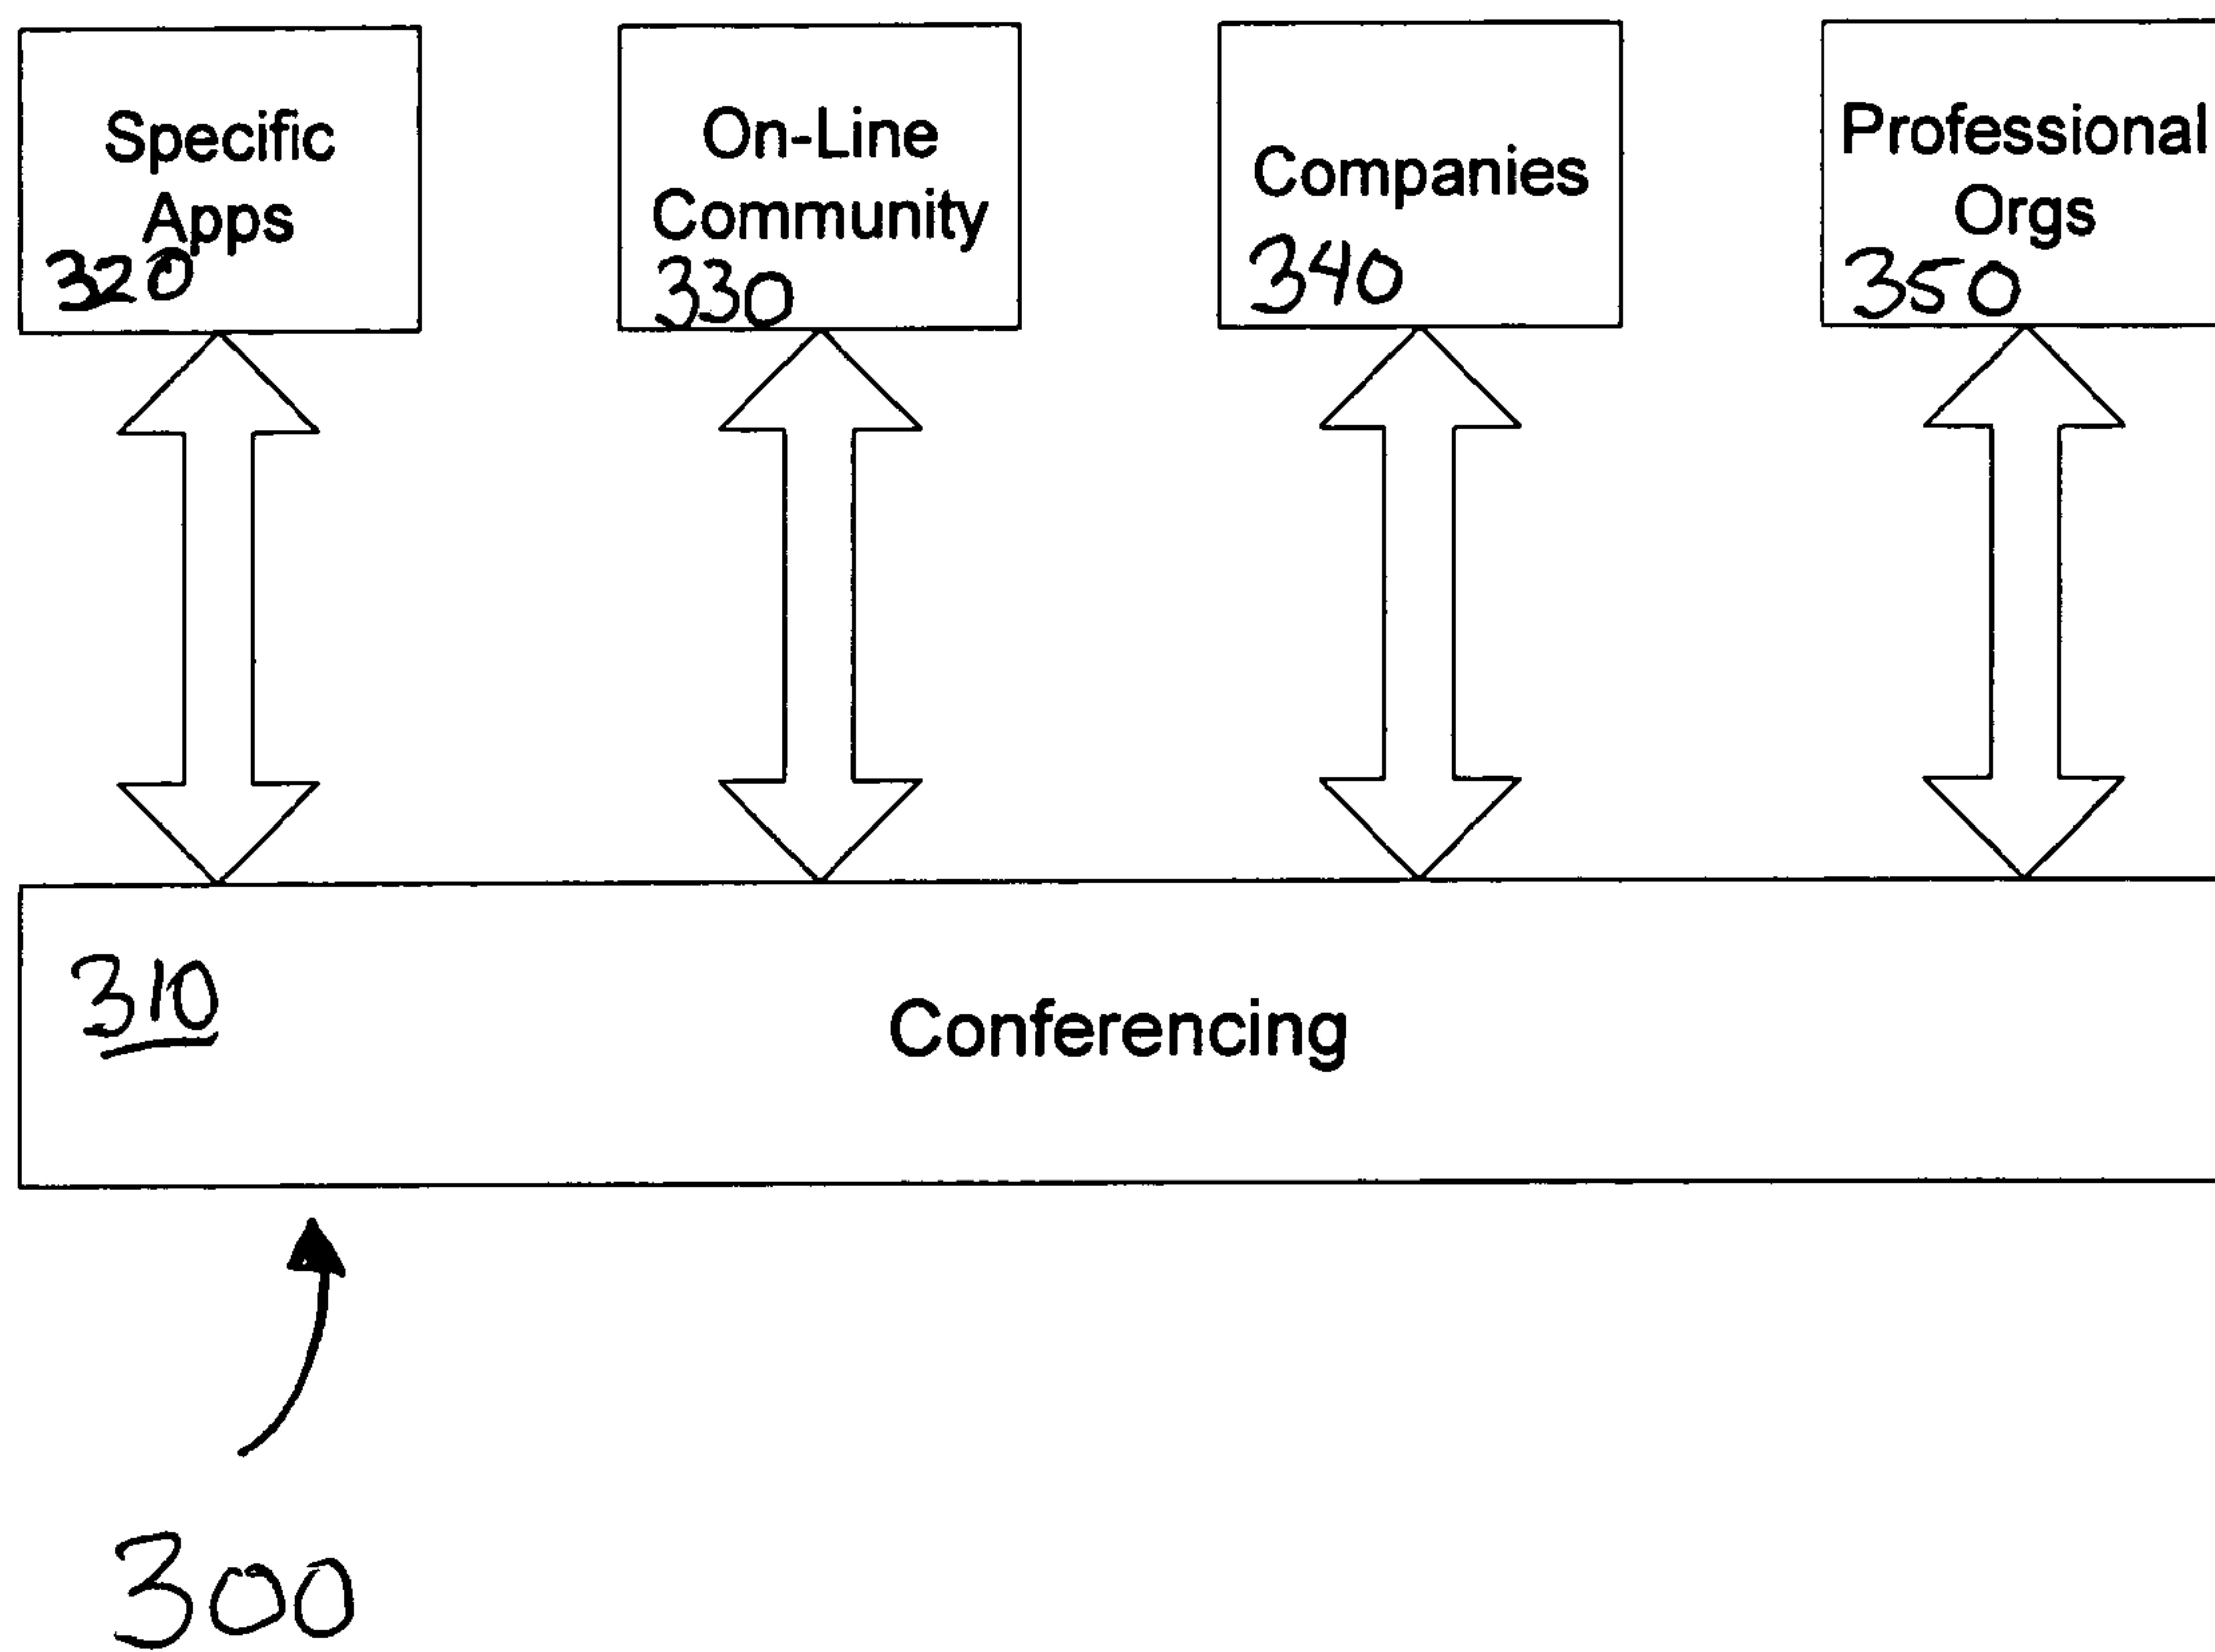 Specific
Apps
320
On-Line
Community
330
Companies
340
Professional
Orgs
350
310
Conferencing
300